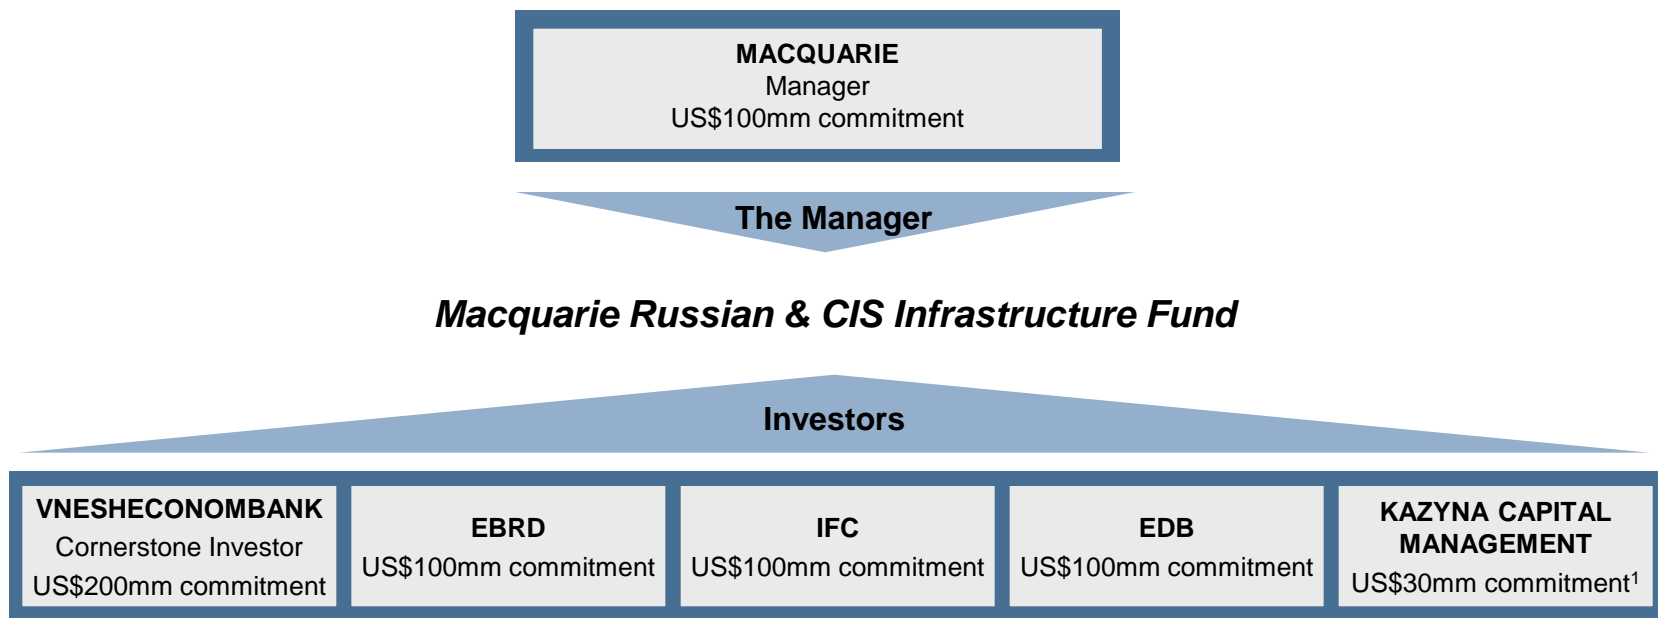 MACQUARIE
Manager
US$100mm commitment
The Manager
Macquarie Russian & CIS Infrastructure Fund
Investors
VNESHECONOMBANK
Cornerstone Investor
US$200mm commitment
EBRD
US$100mm commitment
IFC
US$100mm commitment
EDB
US$100mm commitment
KAZYNA CAPITAL
MANAGEMENT
US$30mm commitment¹